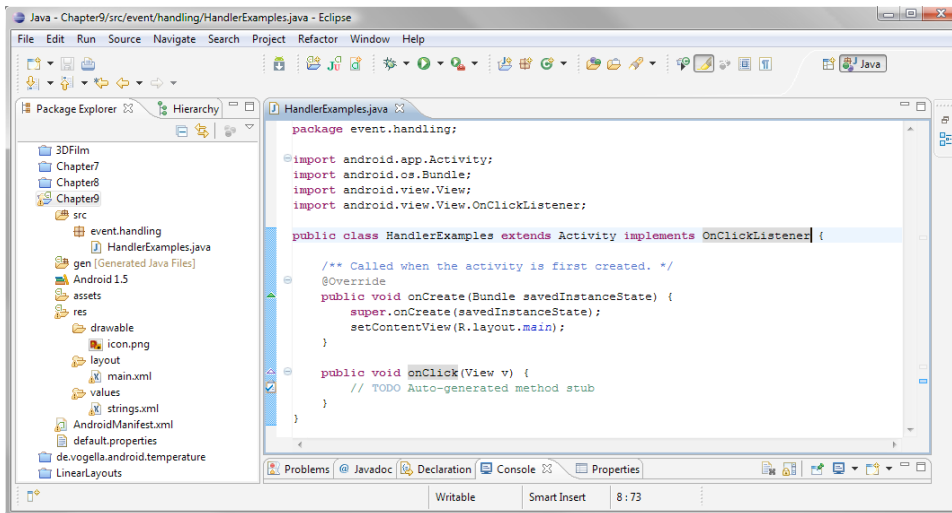 Java - Chapter9/src/event/handling/HandlerExamples.java - Eclipse
File Edit Run Source Navigate Search Project Refactor Window Help
Java
Package Explorer
Hierarchy
3DFilm
Chapter7
Chapter8
Chapter9
src
event.handling
HandlerExamples.java
gen [Generated Java Files]
Android 1.5
assets
res
drawable
icon.png
layout
main.xml
values
strings.xml
AndroidManifest.xml
default.properties
de.vogella.android.temperature
LinearLayouts
HandlerExamples.java
package event.handling;
import android.app.Activity;
import android.os.Bundle;
import android.view.View;
import android.view.View.OnClickListener;
public class HandlerExamples extends Activity implements OnClickListener {
/** Called when the activity is first created. */
@Override
public void onCreate(Bundle savedInstanceState) {
super.onCreate(savedInstanceState);
setContentView(R.layout.main);
}
public void onClick(View v) {
// TODO Auto-generated method stub
}
}
Problems @ Javadoc Declaration Console Properties
Writable Smart Insert 8 : 73